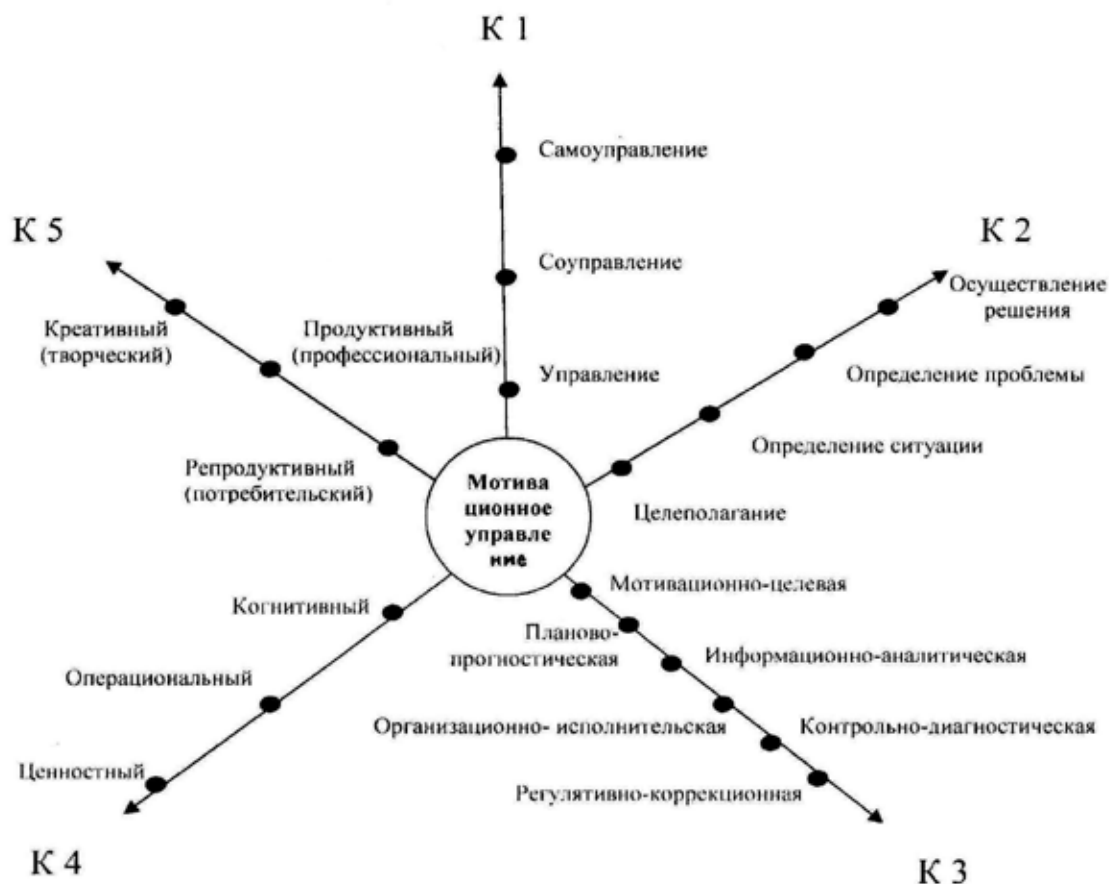 К 1
Самоуправление
К 5
К 2
Соуправление
Осуществление
решения
Креативный
(творческий)
Продуктивный
(профессиональный)
Управление
Определение проблемы
Определение ситуации
Репродуктивный
(потребительский)
Мотива
ционное
управле
ние
Целеполагание
Мотивационно-целевая
Когнитивный
Планово-
прогностическая
Информационно-аналитическая
Операциональный
Организационно- исполнительская
Контрольно-диагностическая
Ценностный
Регулятивно-коррекционная
К 4
К 3